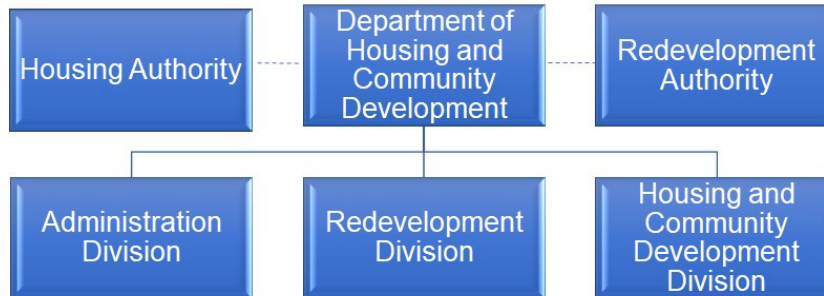 Housing Authority
Department of
Housing and
Community
Development
Redevelopment
Authority
Administration
Division
Redevelopment
Division
Housing and
Community
Development
Division